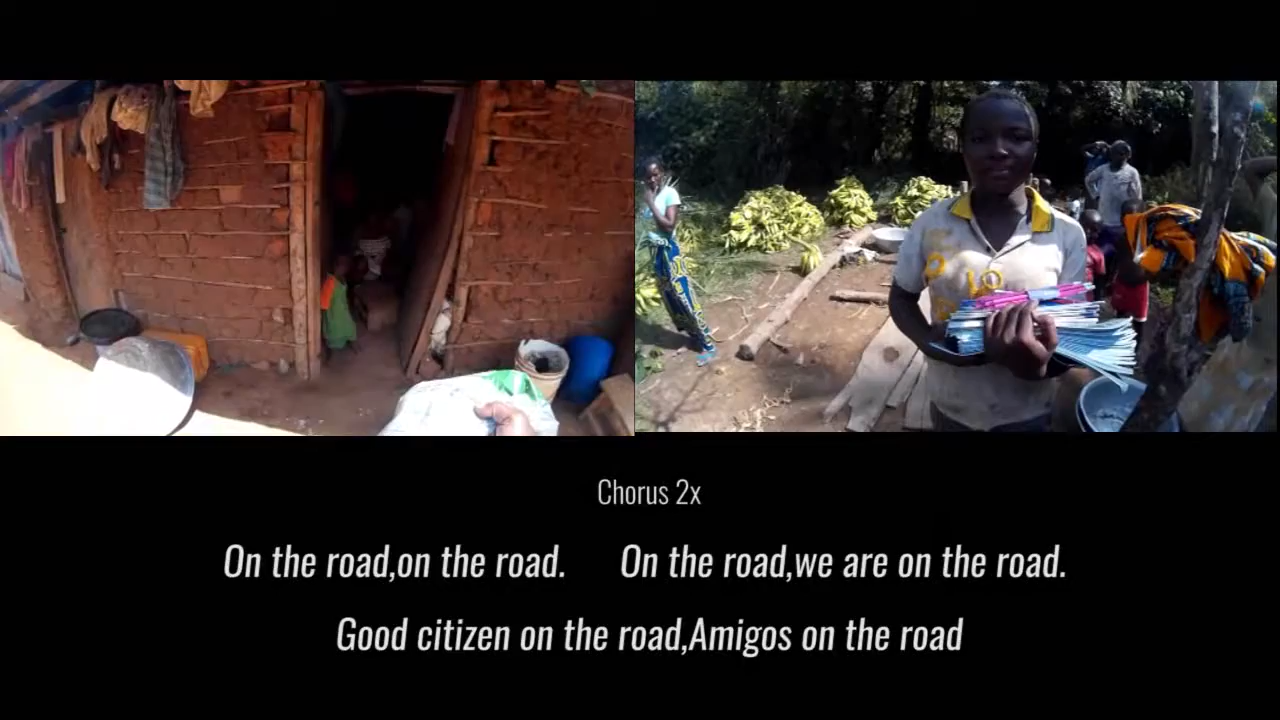 Chorus 2x
On the road,on the road. On the road,we are on the road.
Good citizen on the road,Amigos on the road